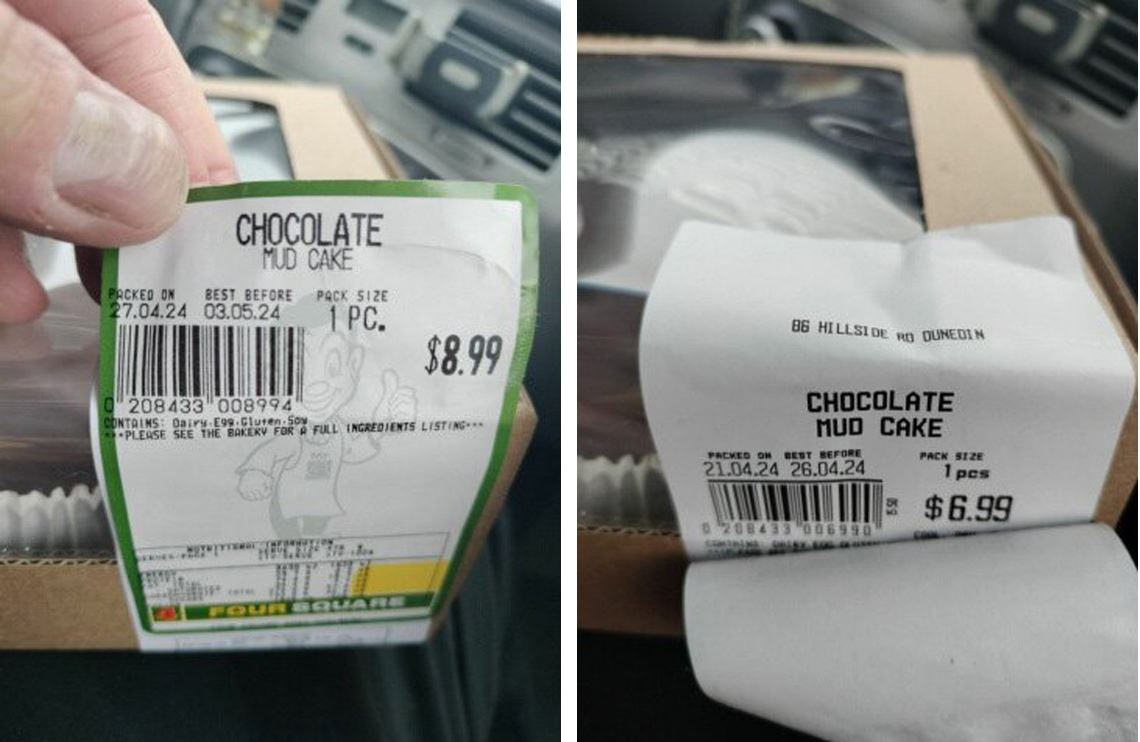 CHOCOLATE
MUD CAKE
PACKED ON BEST BEFORE PACK SIZE
27.04.24 03.05.24 1 PC.
$8.99
0 208433 008994
CONTAINS: Dairy.Egg.Gluten.Soy
***PLEASE SEE THE BAKERY FOR A FULL INGREDIENTS LISTING***
NUTRITIONAL INFORMATION
FOUR SQUARE
86 HILLSIDE RD DUNEDIN
CHOCOLATE
MUD CAKE
PACKED ON BEST BEFORE PACK SIZE
21.04.24 26.04.24 1 pcs
$6.99
0 208433 006990